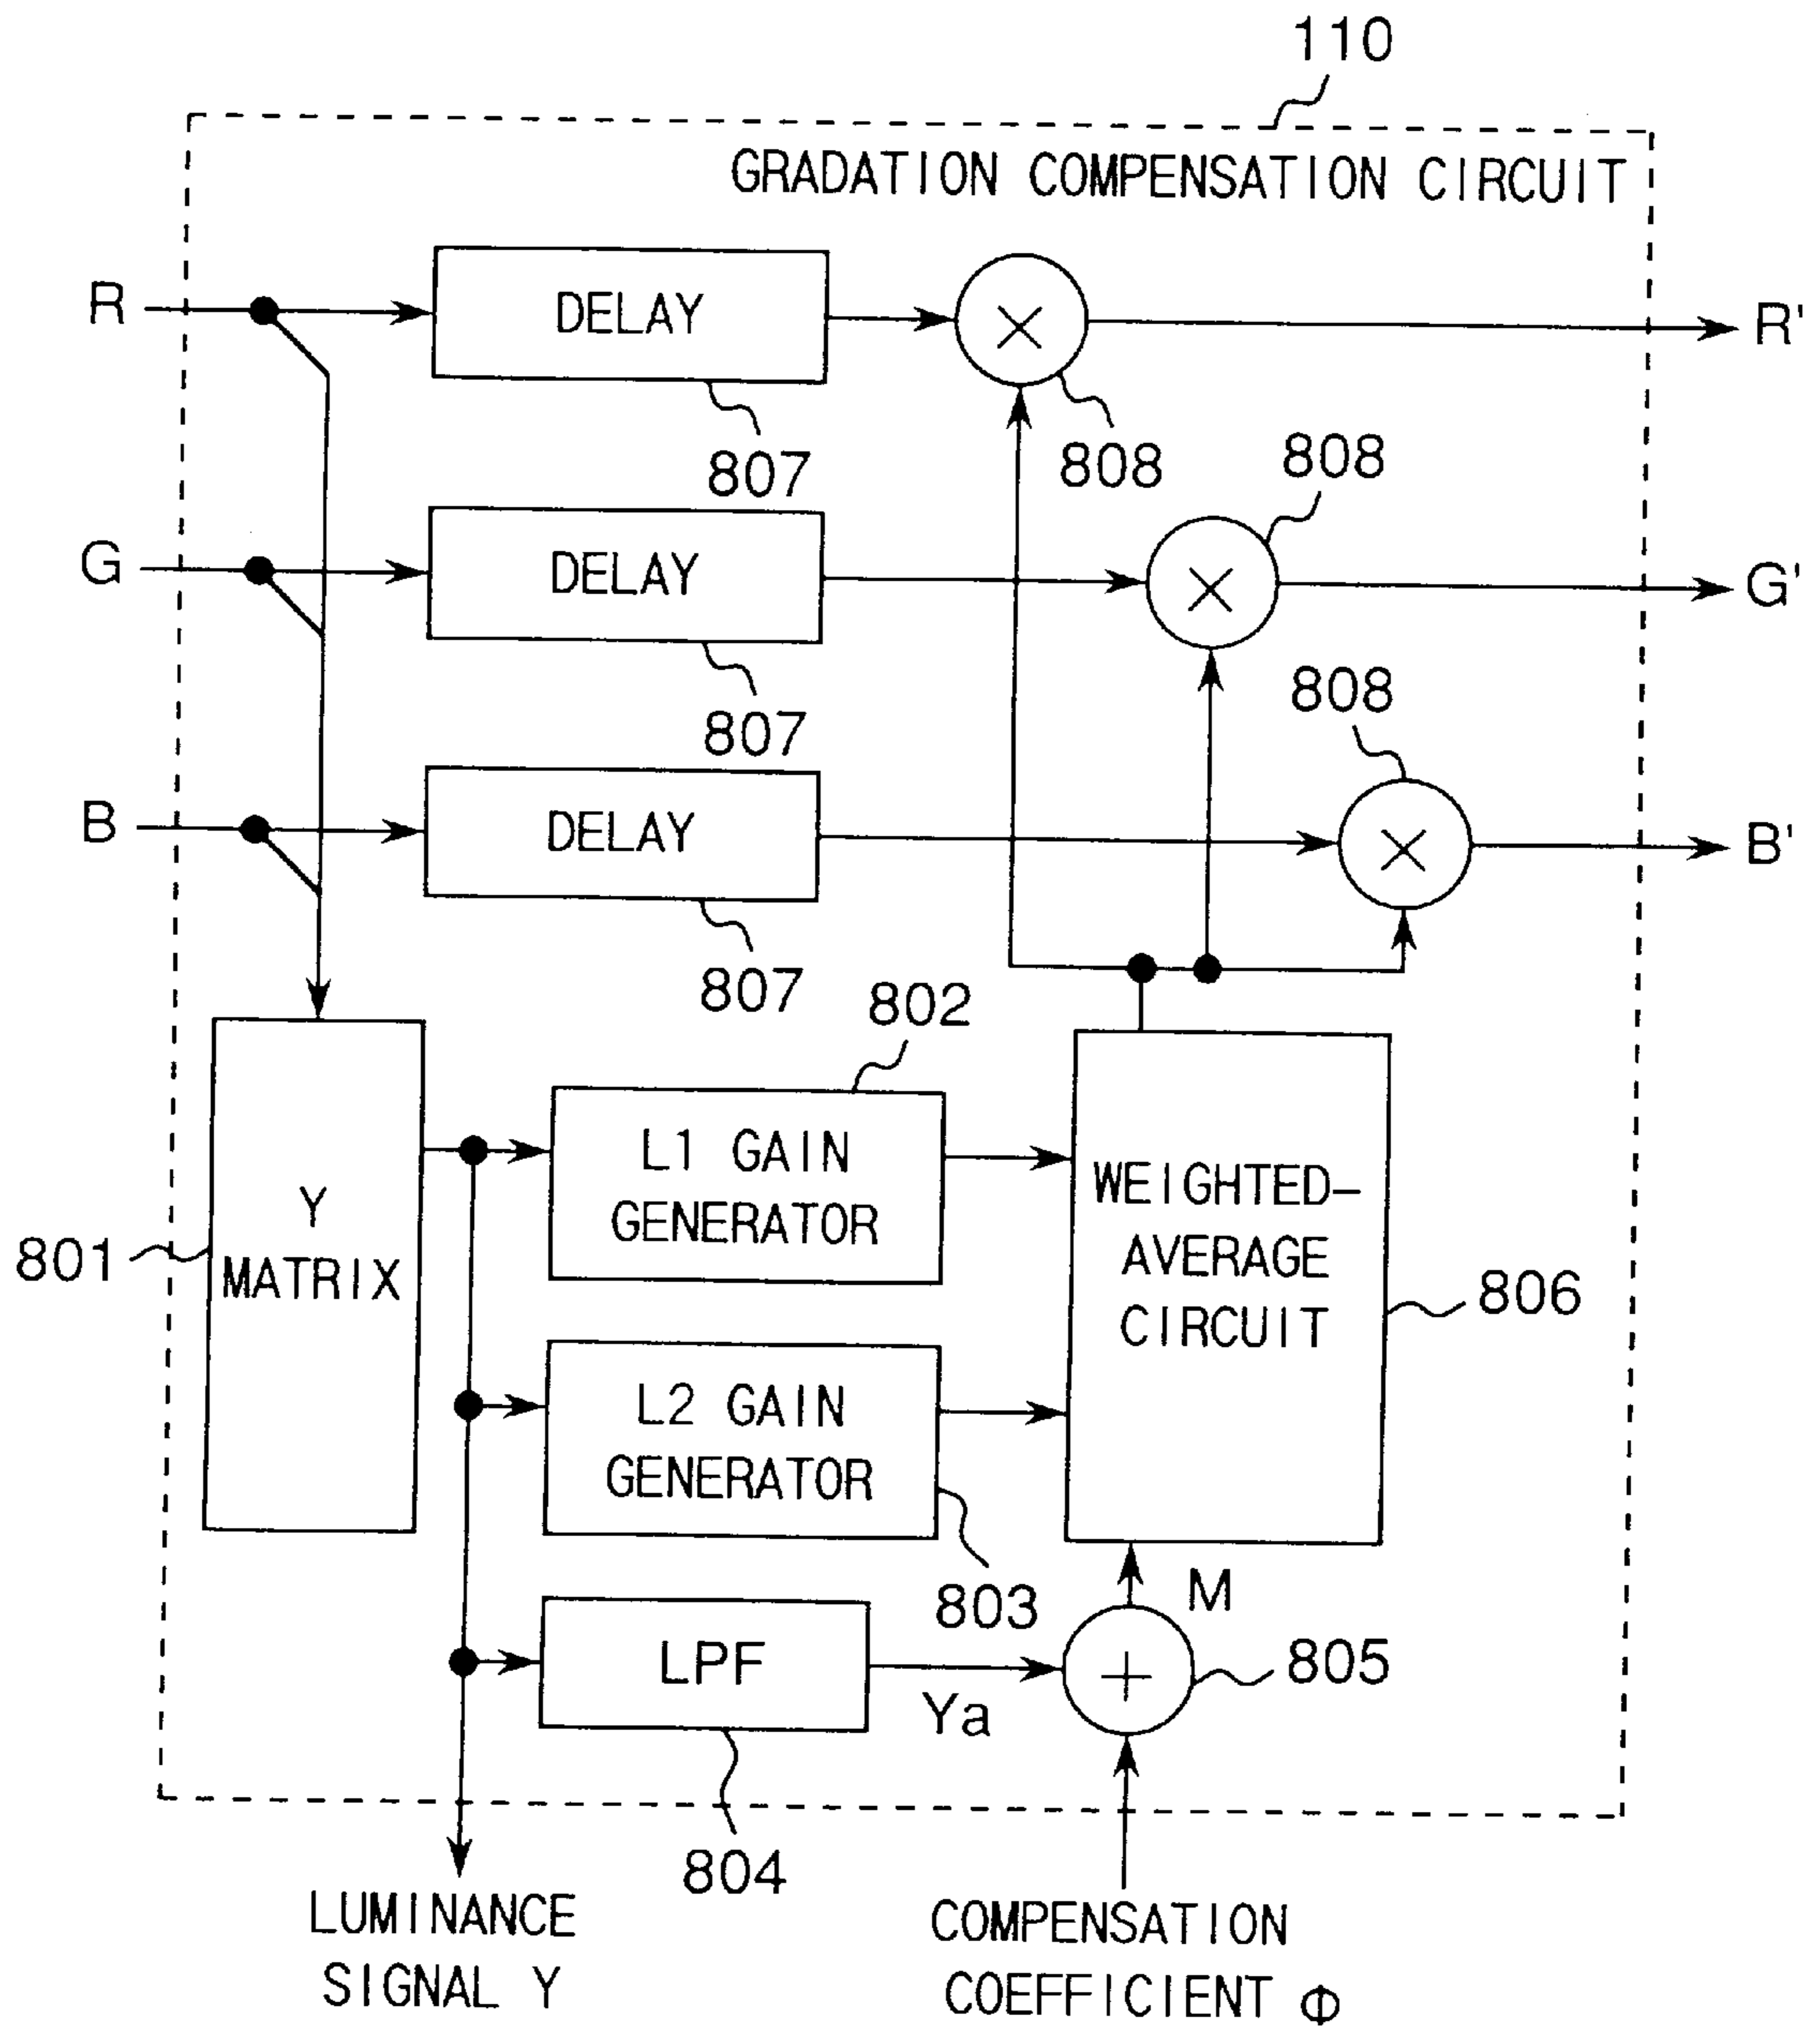 110
GRADATION COMPENSATION CIRCUIT
R
DELAY
×
R'
807
808
808
G
DELAY
×
G'
807
808
B
DELAY
×
B'
807
802
L1 GAIN
GENERATOR
Y
MATRIX
801
WEIGHTED-
AVERAGE
CIRCUIT
806
L2 GAIN
GENERATOR
803
M
LPF
Ya
+
805
804
LUMINANCE
SIGNAL Y
COMPENSATION
COEFFICIENT Φ